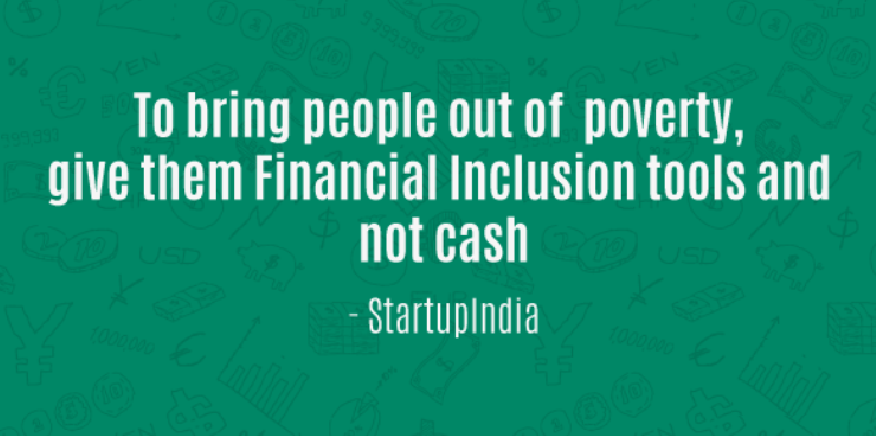 To bring people out of poverty,
give them Financial Inclusion tools and
not cash
- StartupIndia